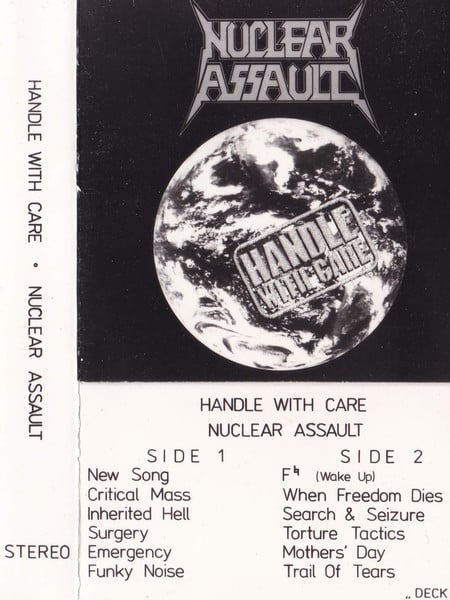 NUCLEAR
ASSAULT
HANDLE
WITH CARE
HANDLE WITH CARE • NUCLEAR ASSAULT
STEREO
HANDLE WITH CARE
NUCLEAR ASSAULT
SIDE 1
New Song
Critical Mass
Inherited Hell
Surgery
Emergency
Funky Noise
SIDE 2
F♮ (Wake Up)
When Freedom Dies
Search & Seizure
Torture Tactics
Mothers' Day
Trail Of Tears
„ DECK